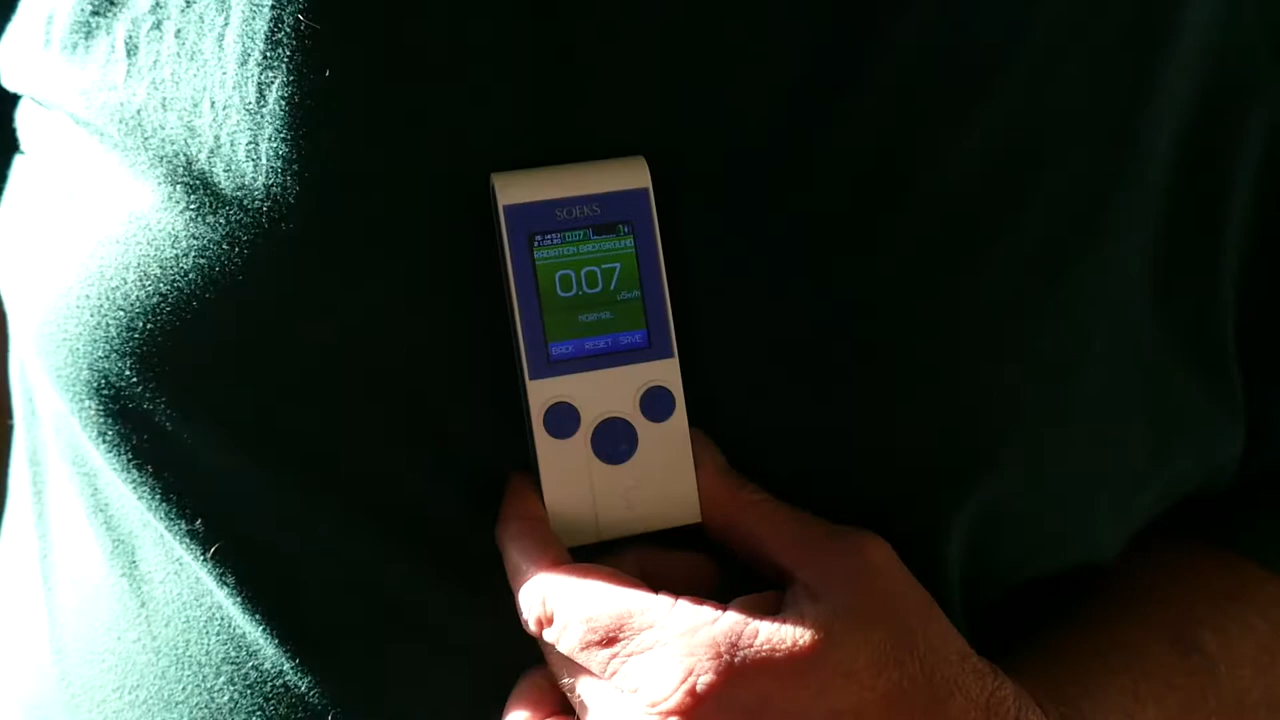 SOEKS
0.07
RADIATION BACKGROUND
0.07
µSv/h
NORMAL
BACK RESET SAVE